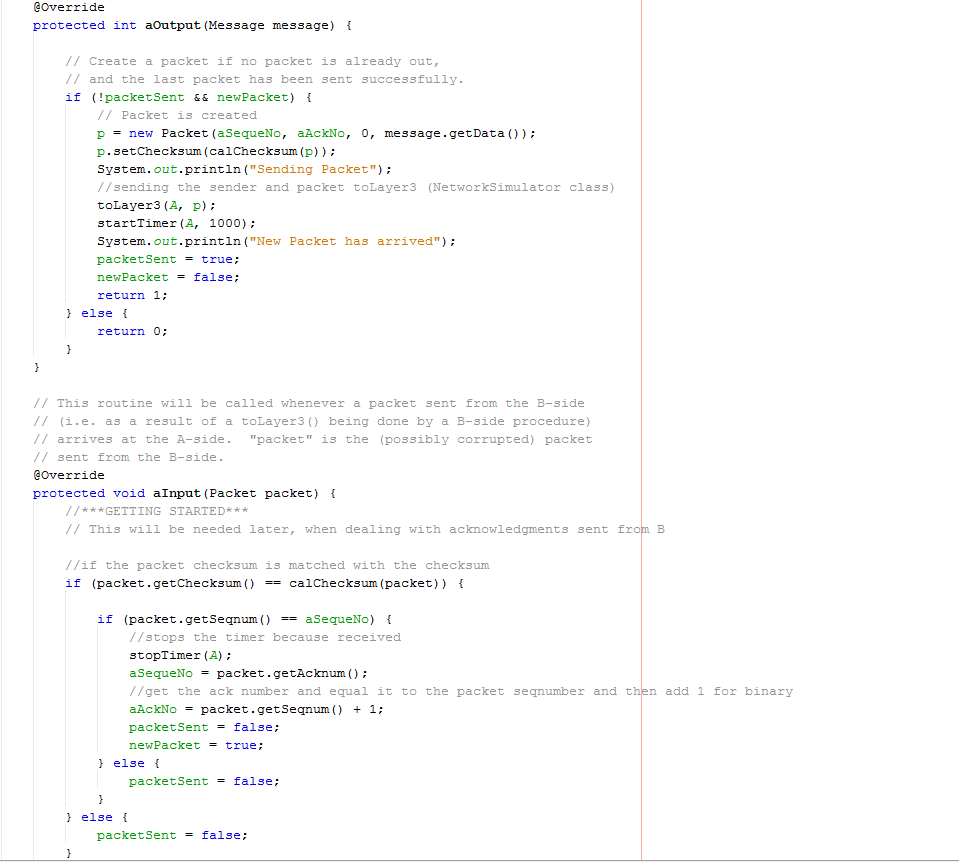 @Override
protected int aOutput(Message message) {
// Create a packet if no packet is already out,
// and the last packet has been sent successfully.
if (!packetSent && newPacket) {
// Packet is created
p = new Packet(aSequeNo, aAckNo, 0, message.getData());
p.setChecksum(calChecksum(p));
System.out.println("Sending Packet");
//sending the sender and packet toLayer3 (NetworkSimulator class)
toLayer3(A, p);
startTimer(A, 1000);
System.out.println("New Packet has arrived");
packetSent = true;
newPacket = false;
return 1;
} else {
return 0;
}
}
// This routine will be called whenever a packet sent from the B-side
// (i.e. as a result of a toLayer3() being done by a B-side procedure)
// arrives at the A-side.  "packet" is the (possibly corrupted) packet
// sent from the B-side.
@Override
protected void aInput(Packet packet) {
//***GETTING STARTED***
// This will be needed later, when dealing with acknowledgments sent from B
//if the packet checksum is matched with the checksum
if (packet.getChecksum() == calChecksum(packet)) {
if (packet.getSeqnum() == aSequeNo) {
//stops the timer because received
stopTimer(A);
aSequeNo = packet.getAcknum();
//get the ack number and equal it to the packet seqnumber and then add 1 for binary
aAckNo = packet.getSeqnum() + 1;
packetSent = false;
newPacket = true;
} else {
packetSent = false;
}
} else {
packetSent = false;
}